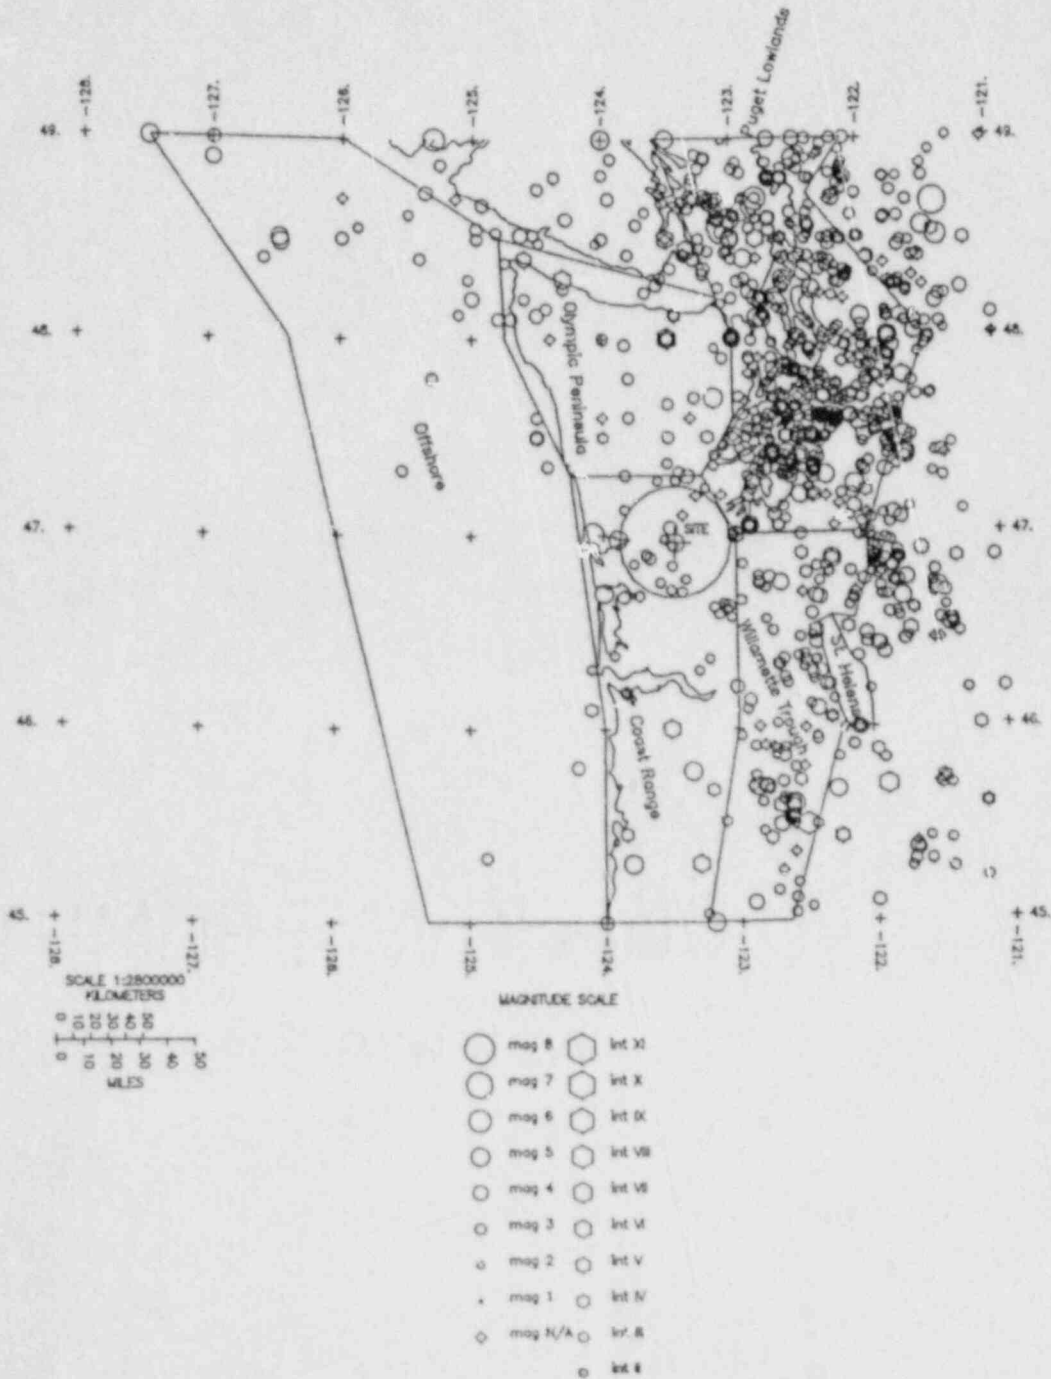 -128.
-127.
-126.
-125.
-124.
-123.
-122.
-121.
Puget Lowlands
49.
49.
48.
48.
Olympic Peninsula
Offshore
47.
SITE
47.
Willamette Trough
St. Helens
46.
Coast Range
46.
45.
45.
-128.
-127.
-126.
-125.
-124.
-123.
-122.
-121.
SCALE 1:2800000
KILOMETERS
0 10 20 30 40 50
0 10 20 30 40 50
MILES
MAGNITUDE SCALE
mag 8 Int XI
mag 7 Int X
mag 6 Int IX
mag 5 Int VIII
mag 4 Int VII
mag 3 Int VI
mag 2 Int V
mag 1 Int IV
mag N/A
Int II